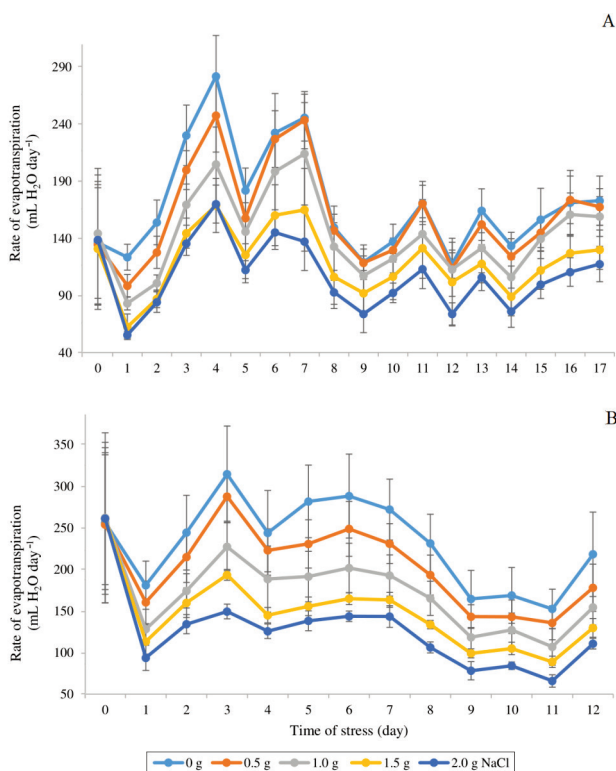 A
Rate of evapotranspiration
(mL H₂O day⁻¹)
290
240
190
140
90
40
0 1 2 3 4 5 6 7 8 9 10 11 12 13 14 15 16 17
B
Rate of evapotranspiration
(mL H₂O day⁻¹)
350
300
250
200
150
100
50
0 1 2 3 4 5 6 7 8 9 10 11 12
Time of stress (day)
0 g 0.5 g 1.0 g 1.5 g 2.0 g NaCl